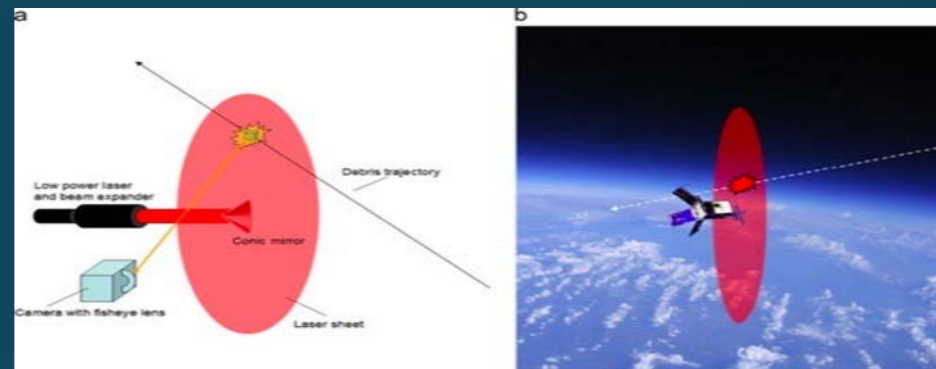 a
b
Debris trajectory
Low power laser
and beam expander
Conic mirror
Camera with fisheye lens
Laser sheet